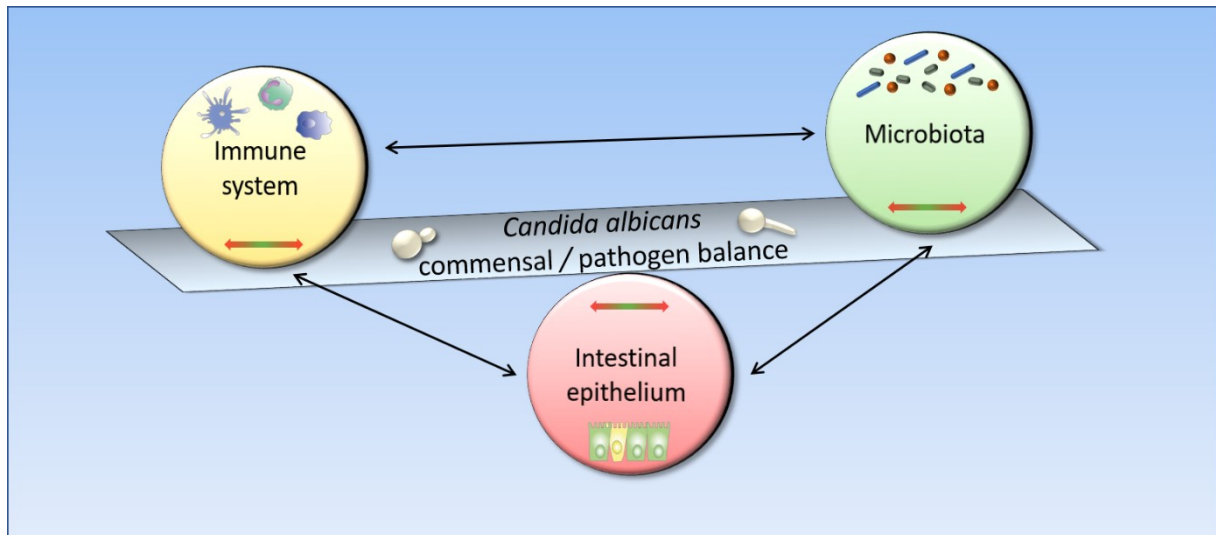 Immune
system
Microbiota
Candida albicans
commensal / pathogen balance
Intestinal
epithelium